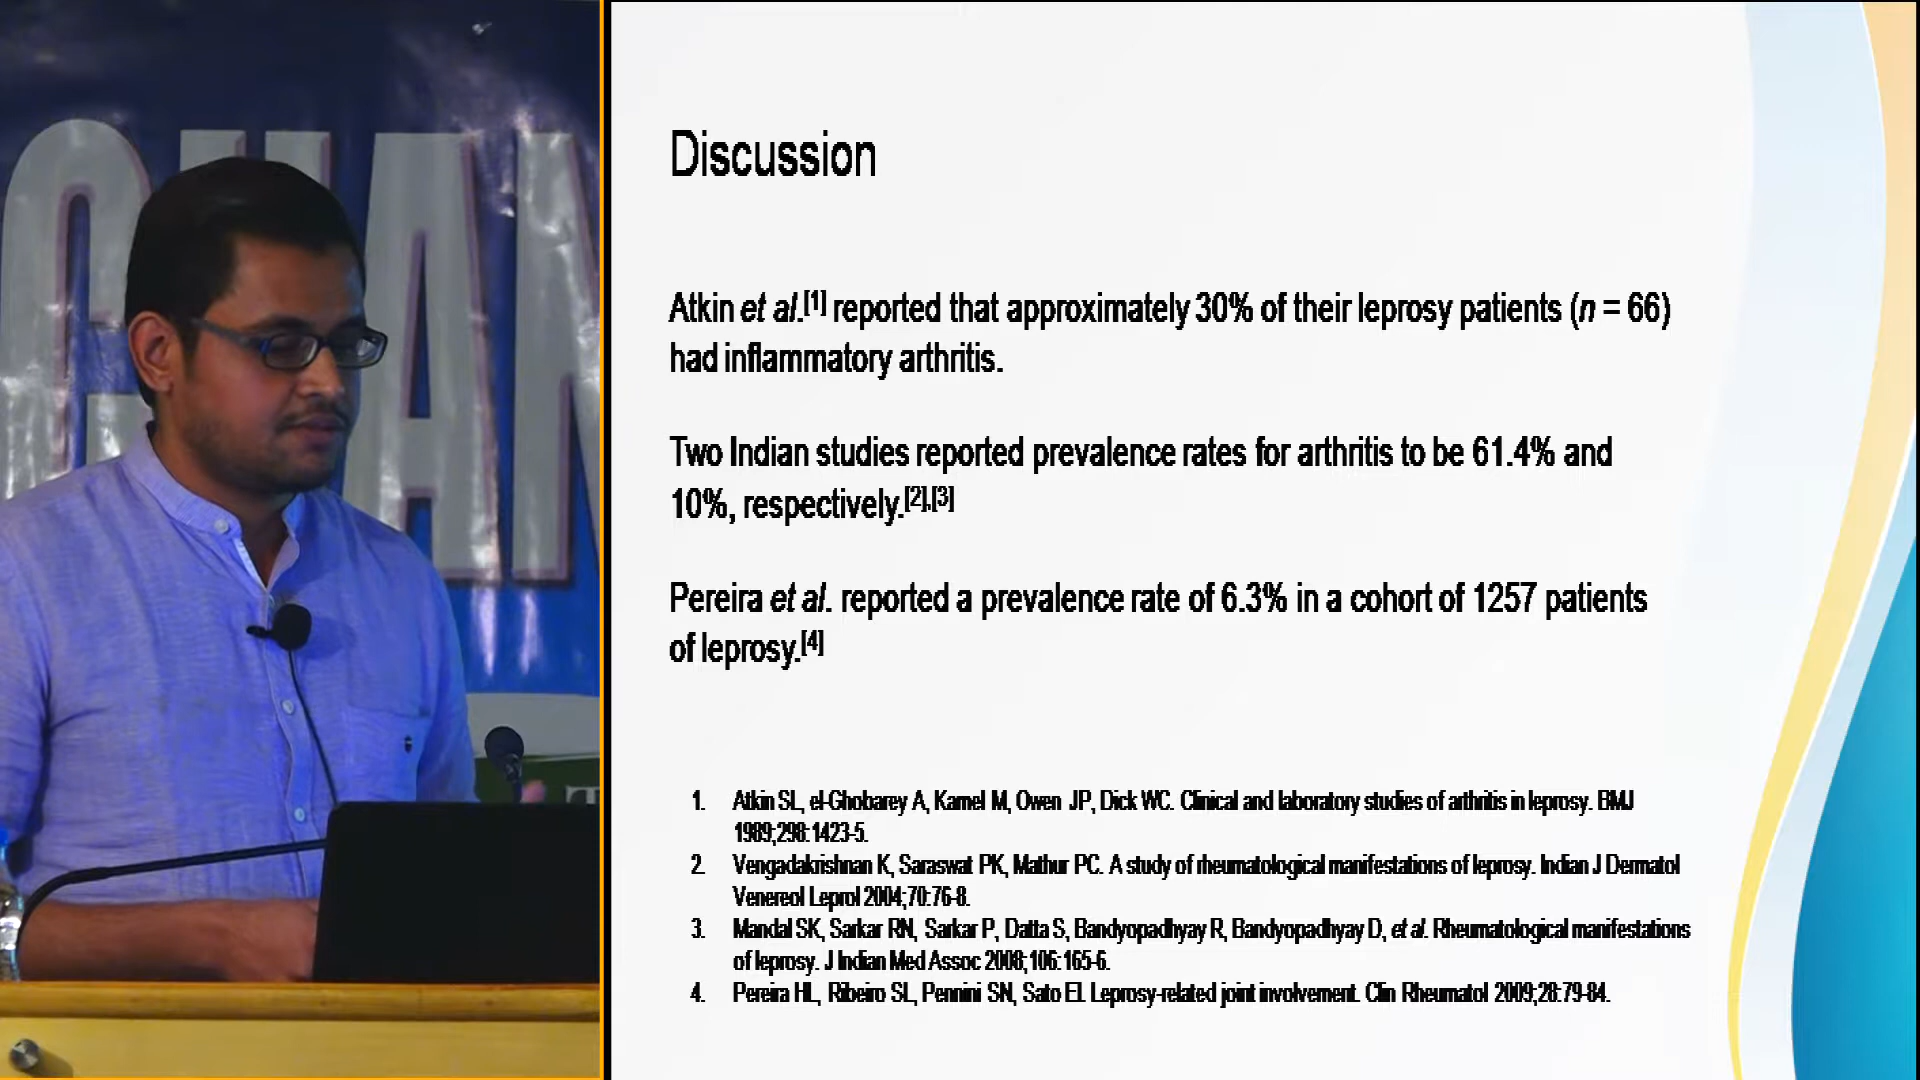 GHAN
T
Discussion
Atkin et al.[1] reported that approximately 30% of their leprosy patients (n = 66)
had inflammatory arthritis.
Two Indian studies reported prevalence rates for arthritis to be 61.4% and
10%, respectively.[2],[3]
Pereira et al. reported a prevalence rate of 6.3% in a cohort of 1257 patients
of leprosy.[4]
1. Atkin SL, el-Ghobarey A, Kamel M, Owen JP, Dick WC. Clinical and laboratory studies of arthritis in leprosy. BMJ
1989;298:1423-5.
2. Vengadakrishnan K, Saraswat PK, Mathur PC. A study of rheumatological manifestations of leprosy. Indian J Dermatol
Venereol Leprol 2004;70:76-8.
3. Mandal SK, Sarkar RN, Sarkar P, Datta S, Bandyopadhyay R, Bandyopadhyay D, et al. Rheumatological manifestations
of leprosy. J Indian Med Assoc 2008;106:165-6.
4. Pereira HL, Ribeiro SL, Pennini SN, Sato EI. Leprosy-related joint involvement. Clin Rheumatol 2009;28:79-84.